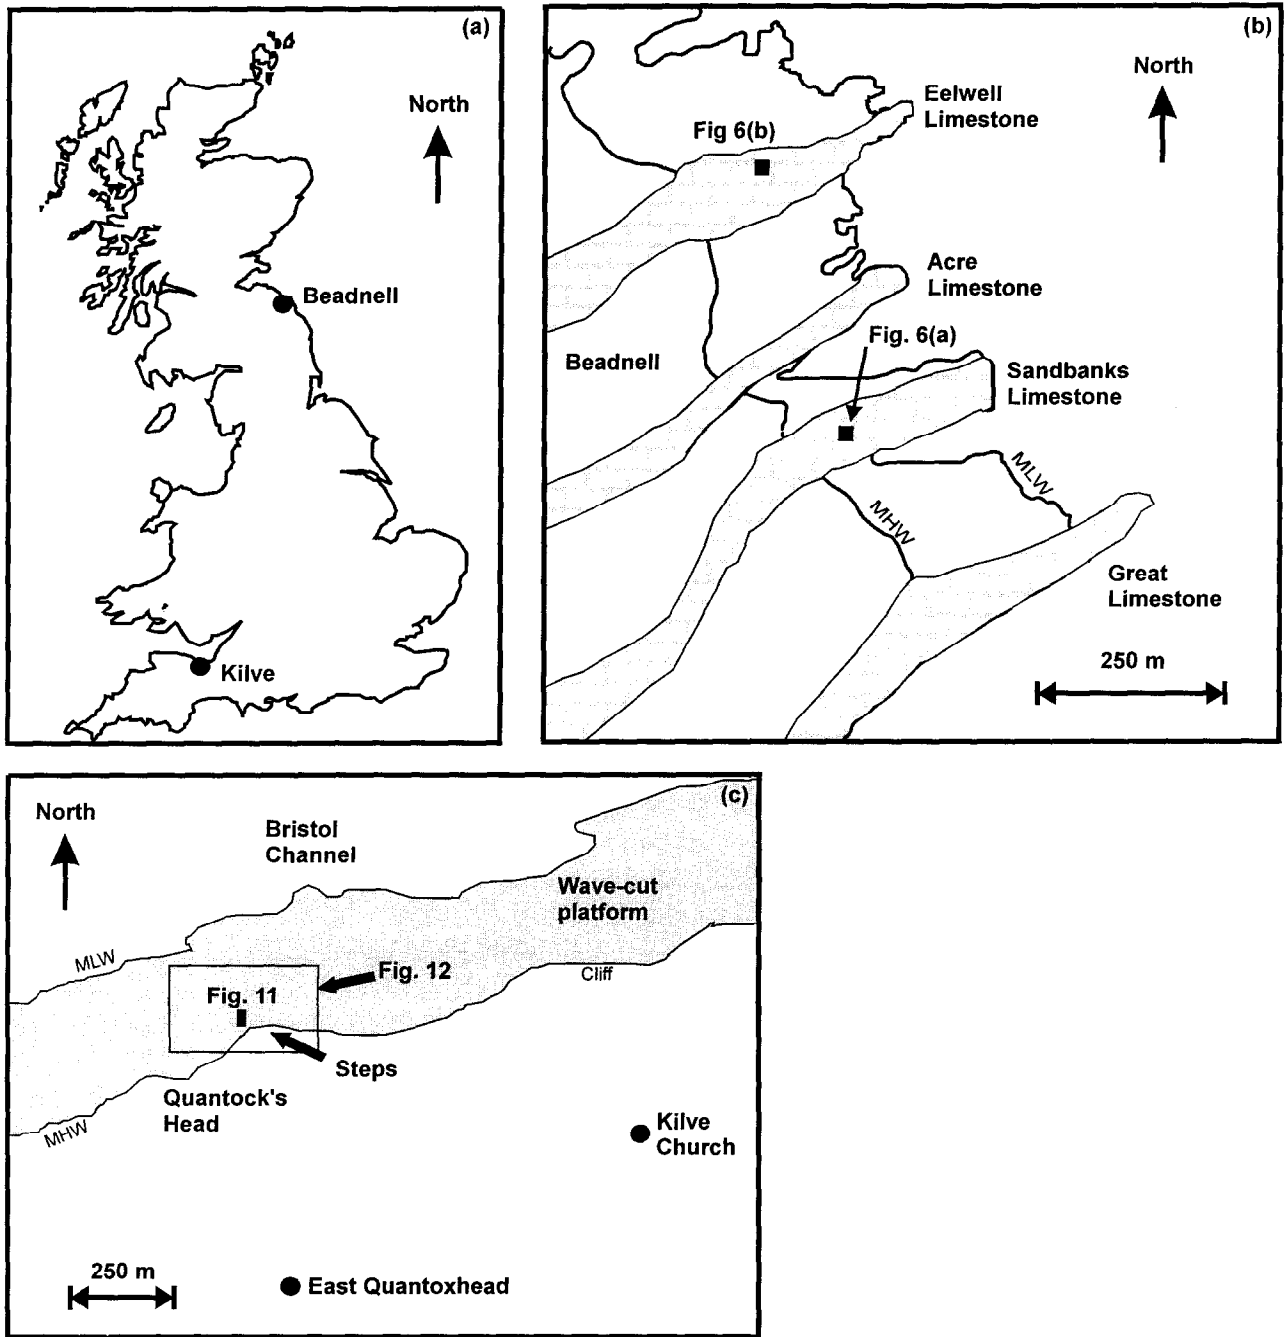 (a)
North
Beadnell
Kilve
(b)
North
Eelwell
Limestone
Fig 6(b)
Acre
Limestone
Fig. 6(a)
Beadnell
Sandbanks
Limestone
MLW
MHW
Great
Limestone
250 m
(c)
North
Bristol
Channel
Wave-cut
platform
MLW
Fig. 12
Cliff
Fig. 11
Steps
Quantock's
Head
MHW
Kilve
Church
250 m
East Quantoxhead